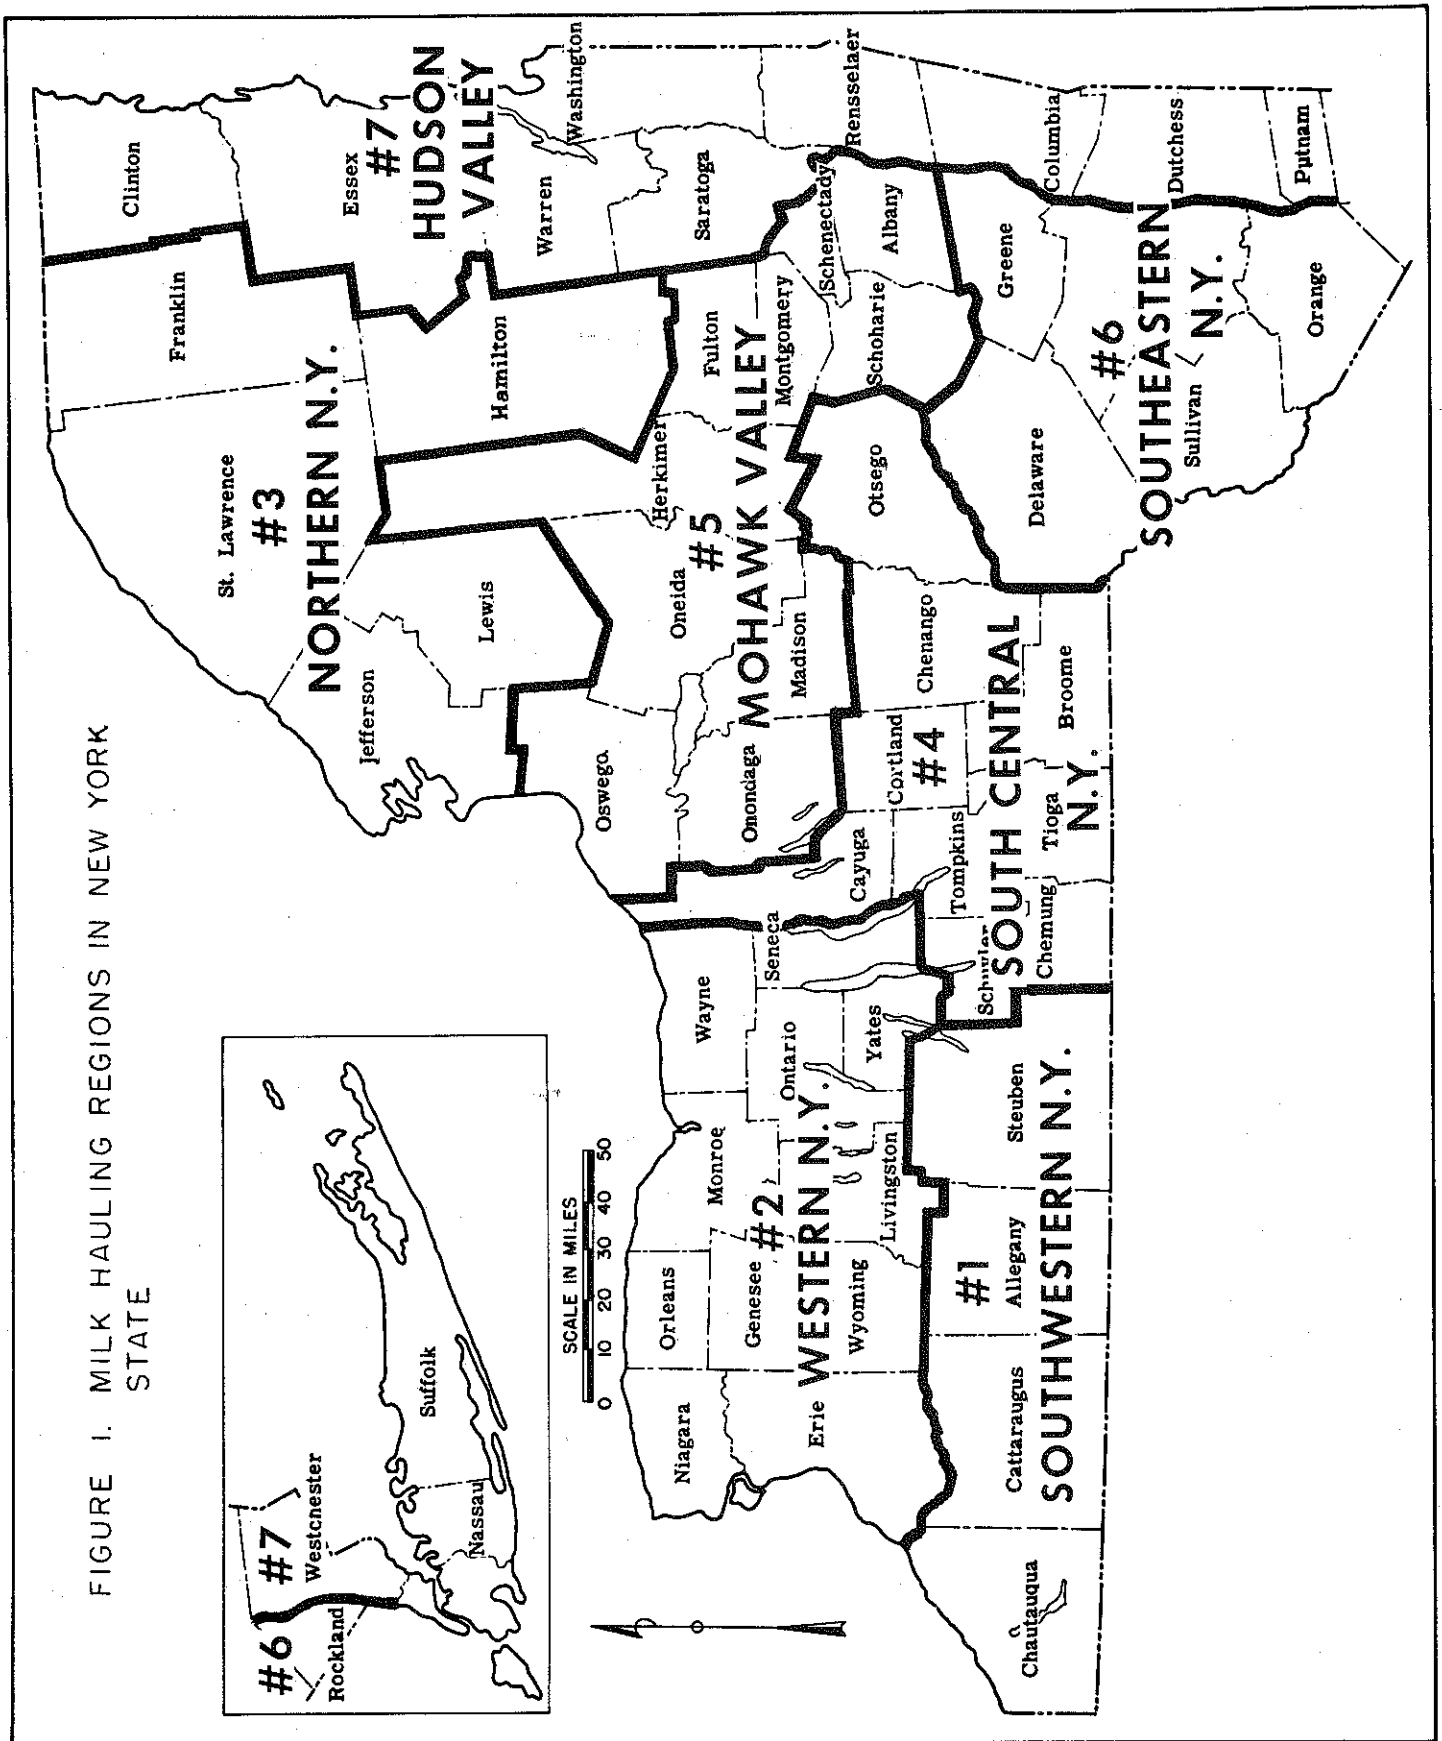 FIGURE 1. MILK HAULING REGIONS IN NEW YORK
STATE
#6
#7
Rockland
Westcnester
Nassau
Suffolk
SCALE IN MILES
0 10 20 30 40 50
Clinton
Franklin
St. Lawrence
Essex
#3
#7
NORTHERN N.Y.
HUDSON
VALLEY
Jefferson
Lewis
Hamilton
Warren
Washington
Oswego
Oneida
Herkimer
Fulton
Saratoga
#5
MOHAWK VALLEY
Niagara
Orleans
Monroe
Wayne
Onondaga
Madison
Montgomery
Schenectady
Rensselaer
Genesee
#2
Ontario
Seneca
Cayuga
WESTERN N.Y.
Erie
Wyoming
Livingston
Yates
Cortland
Chenango
Otsego
Schoharie
Albany
#4
Tompkins
Schuyler
SOUTH CENTRAL
N.Y.
#1
Chautauqua
Cattaraugus
Allegany
Steuben
Chemung
Tioga
Broome
Delaware
Greene
Columbia
SOUTHWESTERN N.Y.
#6
SOUTHEASTERN
N.Y.
Sullivan
Dutchess
Orange
Putnam